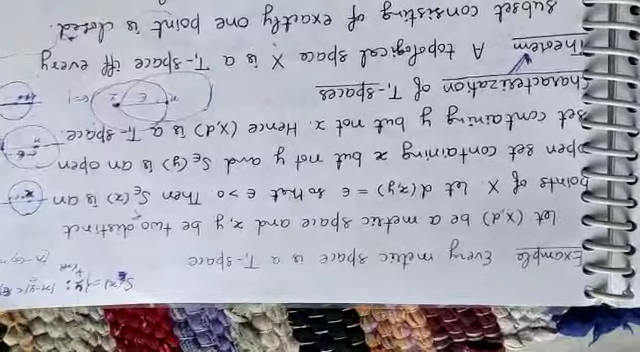 Example Every metric space is a T₁-space
Let (X,d) be a metric space and x, y be two distinct
points of X. Let d(x,y) = ε so that ε > 0 Then Sε(x) is an
open set containing x but not y and Sε(y) is an open
set containing y but not x. Hence (X,d) is a T₁-space.
Characterization of T₁-spaces
Theorem A topological space X is a T₁-space iff every
subset consisting of exactly one point is closed.